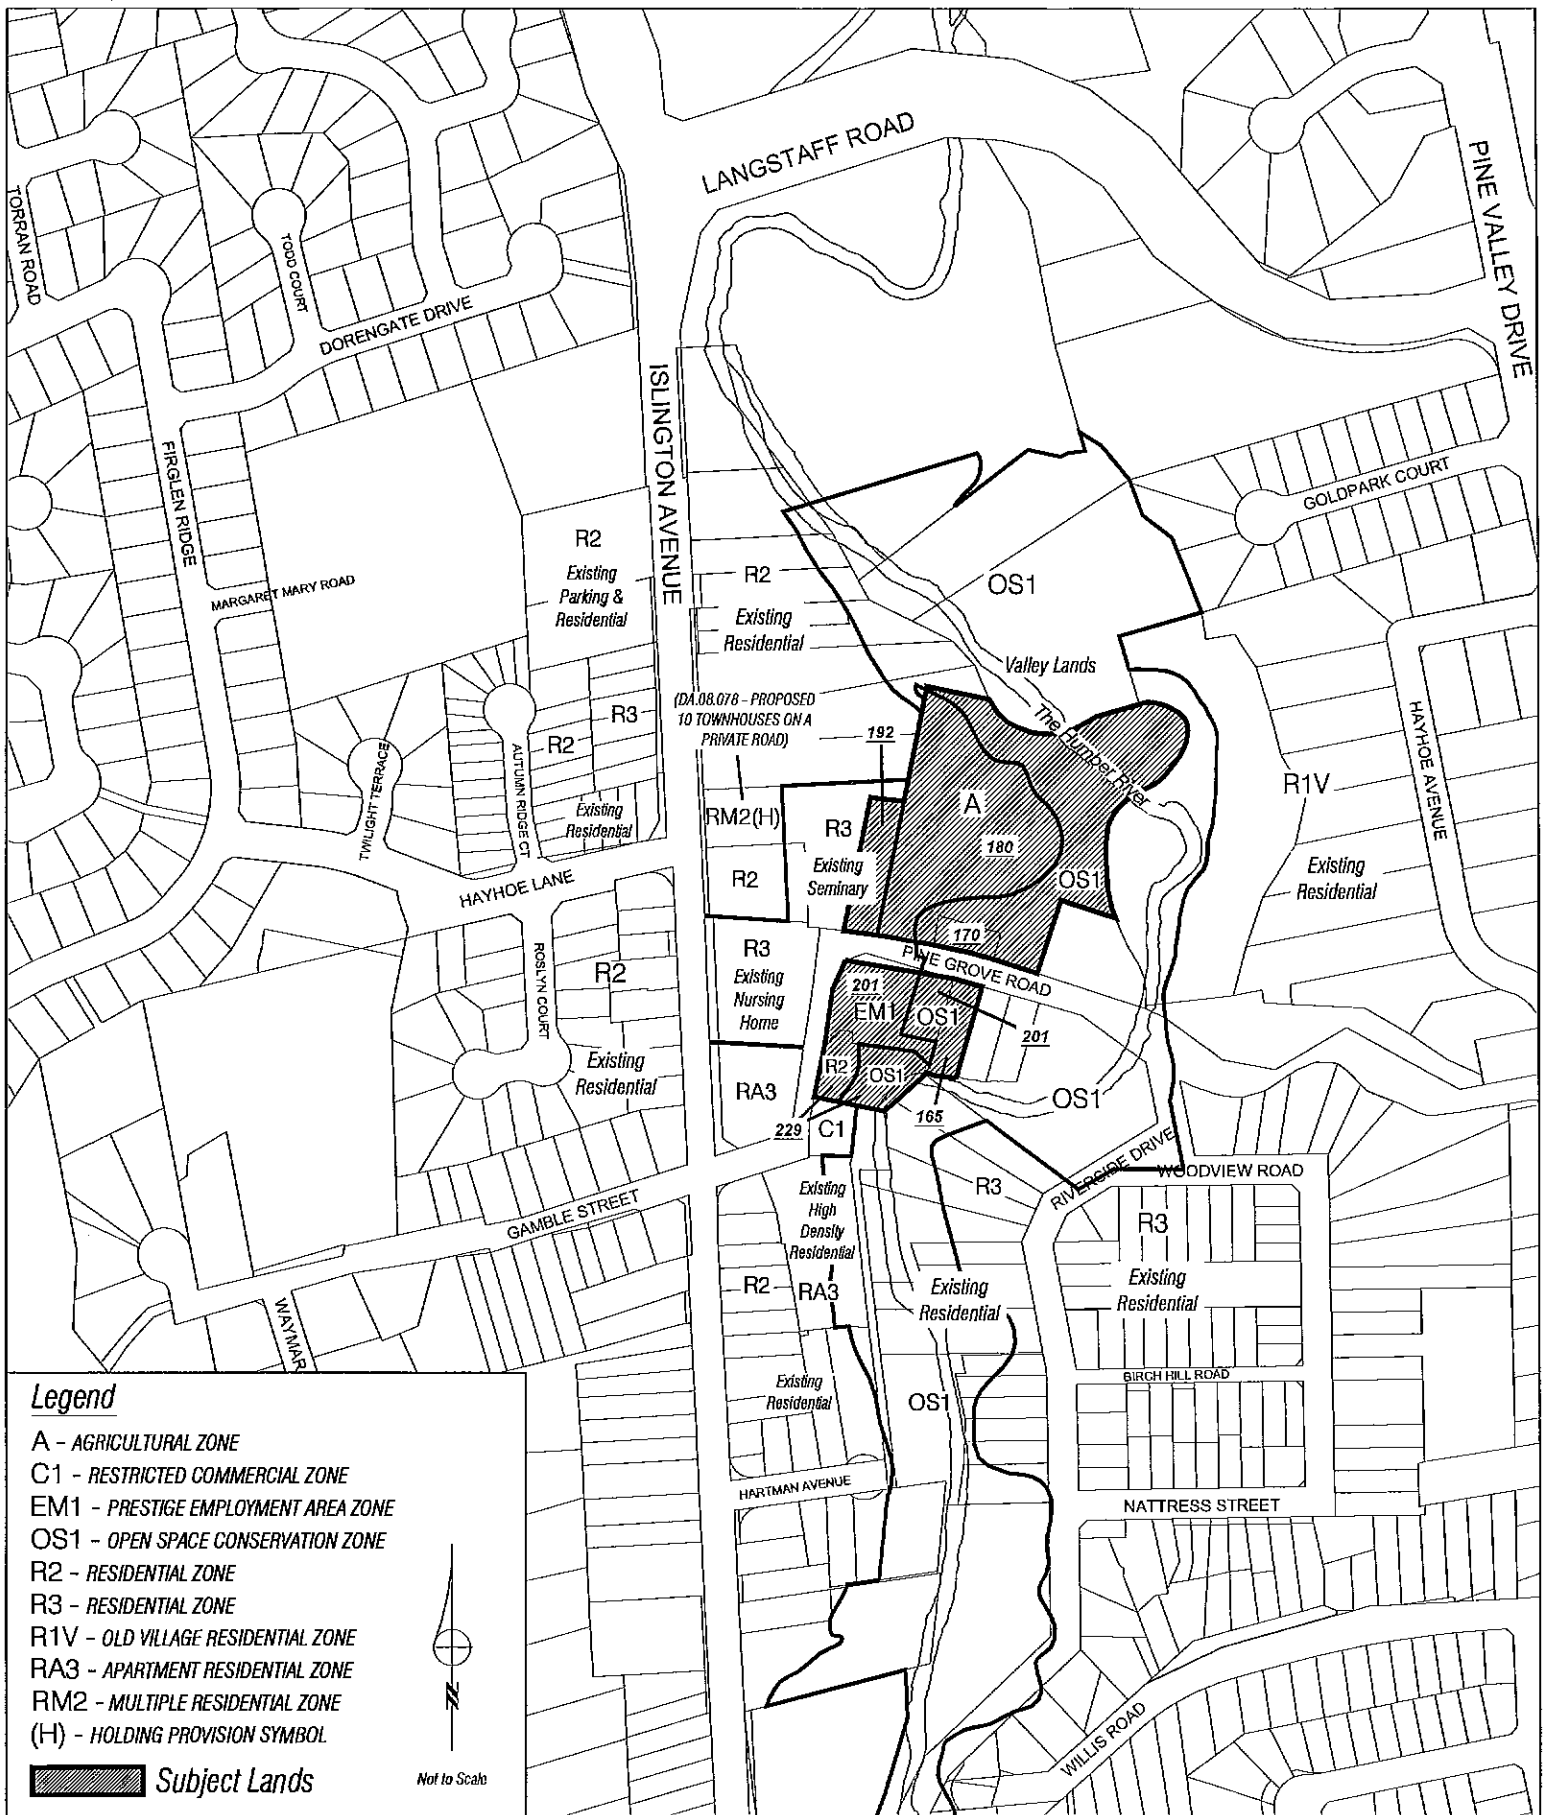 LANGSTAFF ROAD
PINE VALLEY DRIVE
TORRAN ROAD
TODD COURT
DORENGATE DRIVE
ISLINGTON AVENUE
FIRGLEN RIDGE
GOLDPARK COURT
MARGARET MARY ROAD
R2
Existing
Parking &
Residential
R2
Existing
Residential
OS1
Valley Lands
The Humber River
(DA.08.078 - PROPOSED
10 TOWNHOUSES ON A
PRIVATE ROAD)
192
R3
R2
Existing
Residential
TWILIGHT TERRACE
AUTUMN RIDGE CT
HAYHOE LANE
RM2(H)
R2
R3
Existing
Seminary
A
180
OS1
170
R1V
Existing
Residential
HAYHOE AVENUE
PINE GROVE ROAD
ROSLYN COURT
R2
Existing
Residential
R3
Existing
Nursing
Home
201
EM1
OS1
201
R2
OS1
RA3
229
C1
165
OS1
RIVERSIDE DRIVE
WOODVIEW ROAD
GAMBLE STREET
Existing
High
Density
Residential
R2
RA3
R3
R3
Existing
Residential
Existing
Residential
WAYMAR
BIRCH HILL ROAD
Existing
Residential
OS1
HARTMAN AVENUE
NATTRESS STREET
WILLIS ROAD
Legend
A - AGRICULTURAL ZONE
C1 - RESTRICTED COMMERCIAL ZONE
EM1 - PRESTIGE EMPLOYMENT AREA ZONE
OS1 - OPEN SPACE CONSERVATION ZONE
R2 - RESIDENTIAL ZONE
R3 - RESIDENTIAL ZONE
R1V - OLD VILLAGE RESIDENTIAL ZONE
RA3 - APARTMENT RESIDENTIAL ZONE
RM2 - MULTIPLE RESIDENTIAL ZONE
(H) - HOLDING PROVISION SYMBOL
Subject Lands
N
Not to Scale